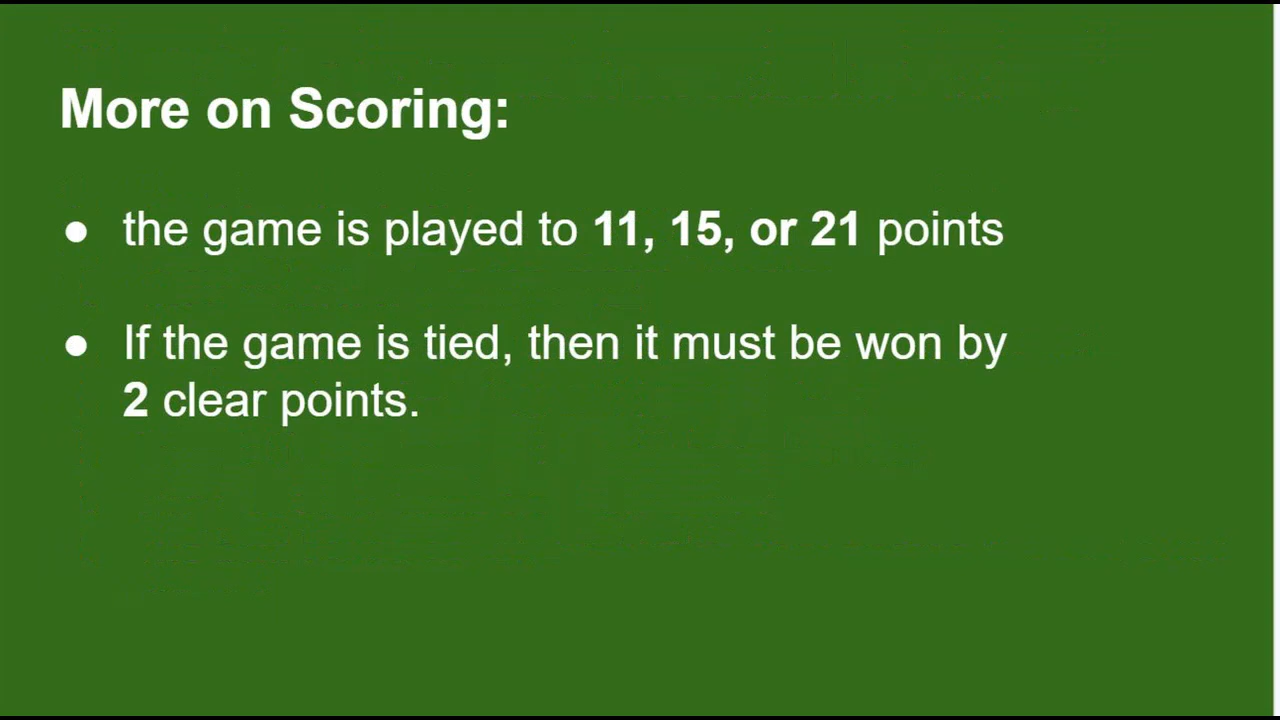 More on Scoring:
● the game is played to 11, 15, or 21 points
● If the game is tied, then it must be won by
2 clear points.